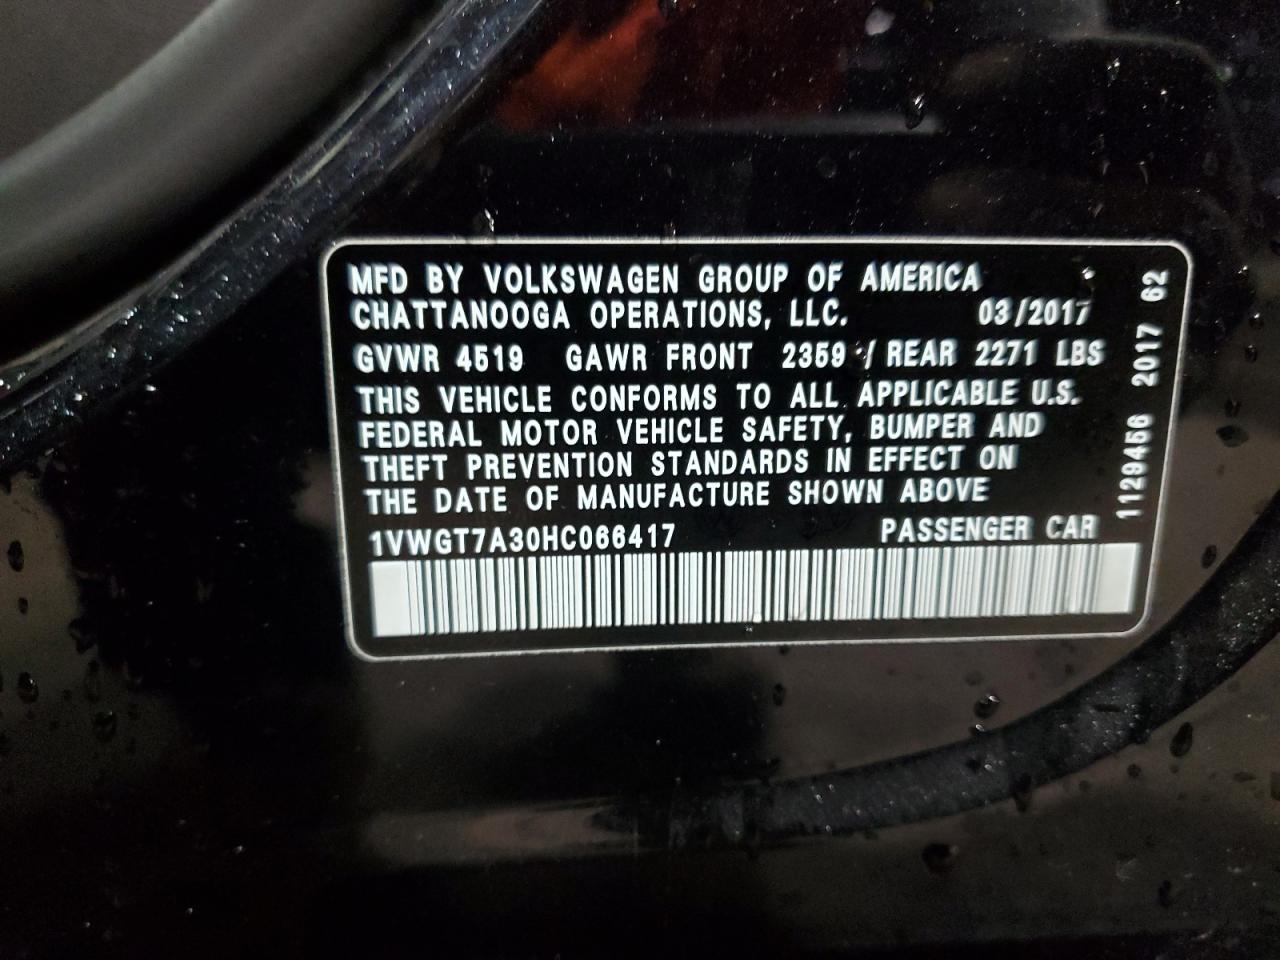 MFD BY VOLKSWAGEN GROUP OF AMERICA
CHATTANOOGA OPERATIONS, LLC. 03/2017
GVWR 4519 GAWR FRONT 2359 / REAR 2271 LBS
THIS VEHICLE CONFORMS TO ALL APPLICABLE U.S.
FEDERAL MOTOR VEHICLE SAFETY, BUMPER AND
THEFT PREVENTION STANDARDS IN EFFECT ON
THE DATE OF MANUFACTURE SHOWN ABOVE
1VWGT7A30HC066417 PASSENGER CAR
1129456 2017 62